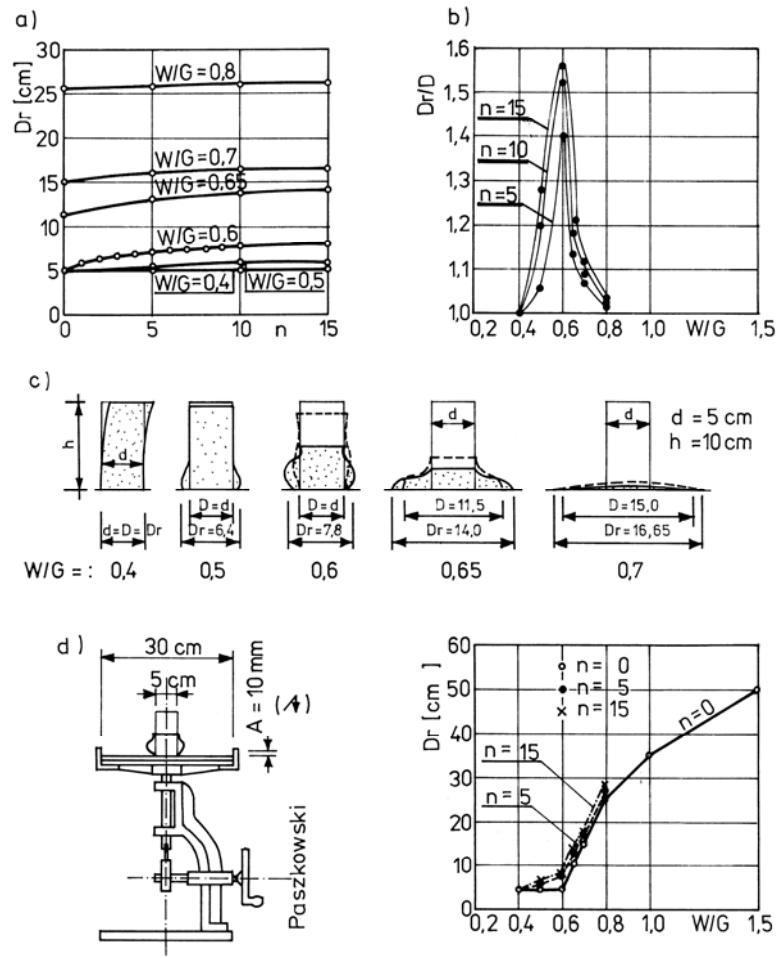 a)
Dr [cm]
30
25
20
15
10
5
0
W/G=0,8
W/G=0,7
W/G=0,65
W/G=0,6
W/G=0,4
W/G=0,5
0 5 n 10 15
b)
Dr/D
1,6
1,5
1,4
1,3
1,2
1,1
1,0
n=15
n=10
n=5
0,2 0,4 0,6 0,8 1,0 W/G 1,5
c)
h
d
d
d
d = 5 cm
h = 10 cm
D=d
D=d
D=11,5
D=15,0
d=D= Dr
Dr=6,4
Dr=7,8
Dr=14,0
Dr=16,65
W/G = : 0,4 0,5 0,6 0,65 0,7
d )
30 cm
5 cm
A = 10 mm
(A)
Paszkowski
Dr [cm]
60
50
40
30
20
10
0
n= 0
n= 5
n= 15
n=0
n= 15
n= 5
0,2 0,4 0,6 0,8 1,0 W/G 1,5